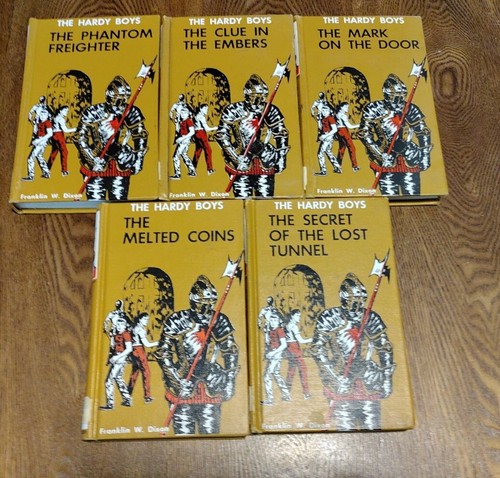 THE HARDY BOYS
THE PHANTOM
FREIGHTER
Franklin W. Dixon
THE HARDY BOYS
THE CLUE IN
THE EMBERS
Franklin W. Dixon
THE HARDY BOYS
THE MARK
ON THE DOOR
Franklin W. Dixon
THE HARDY BOYS
THE
MELTED COINS
Franklin W. Dixon
THE HARDY BOYS
THE SECRET
OF THE LOST
TUNNEL
Franklin W. Dixon